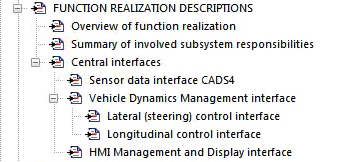 FUNCTION REALIZATION DESCRIPTIONS
Overview of function realization
Summary of involved subsystem responsibilities
Central interfaces
Sensor data interface CADS4
Vehicle Dynamics Management interface
Lateral (steering) control interface
Longitudinal control interface
HMI Management and Display interface